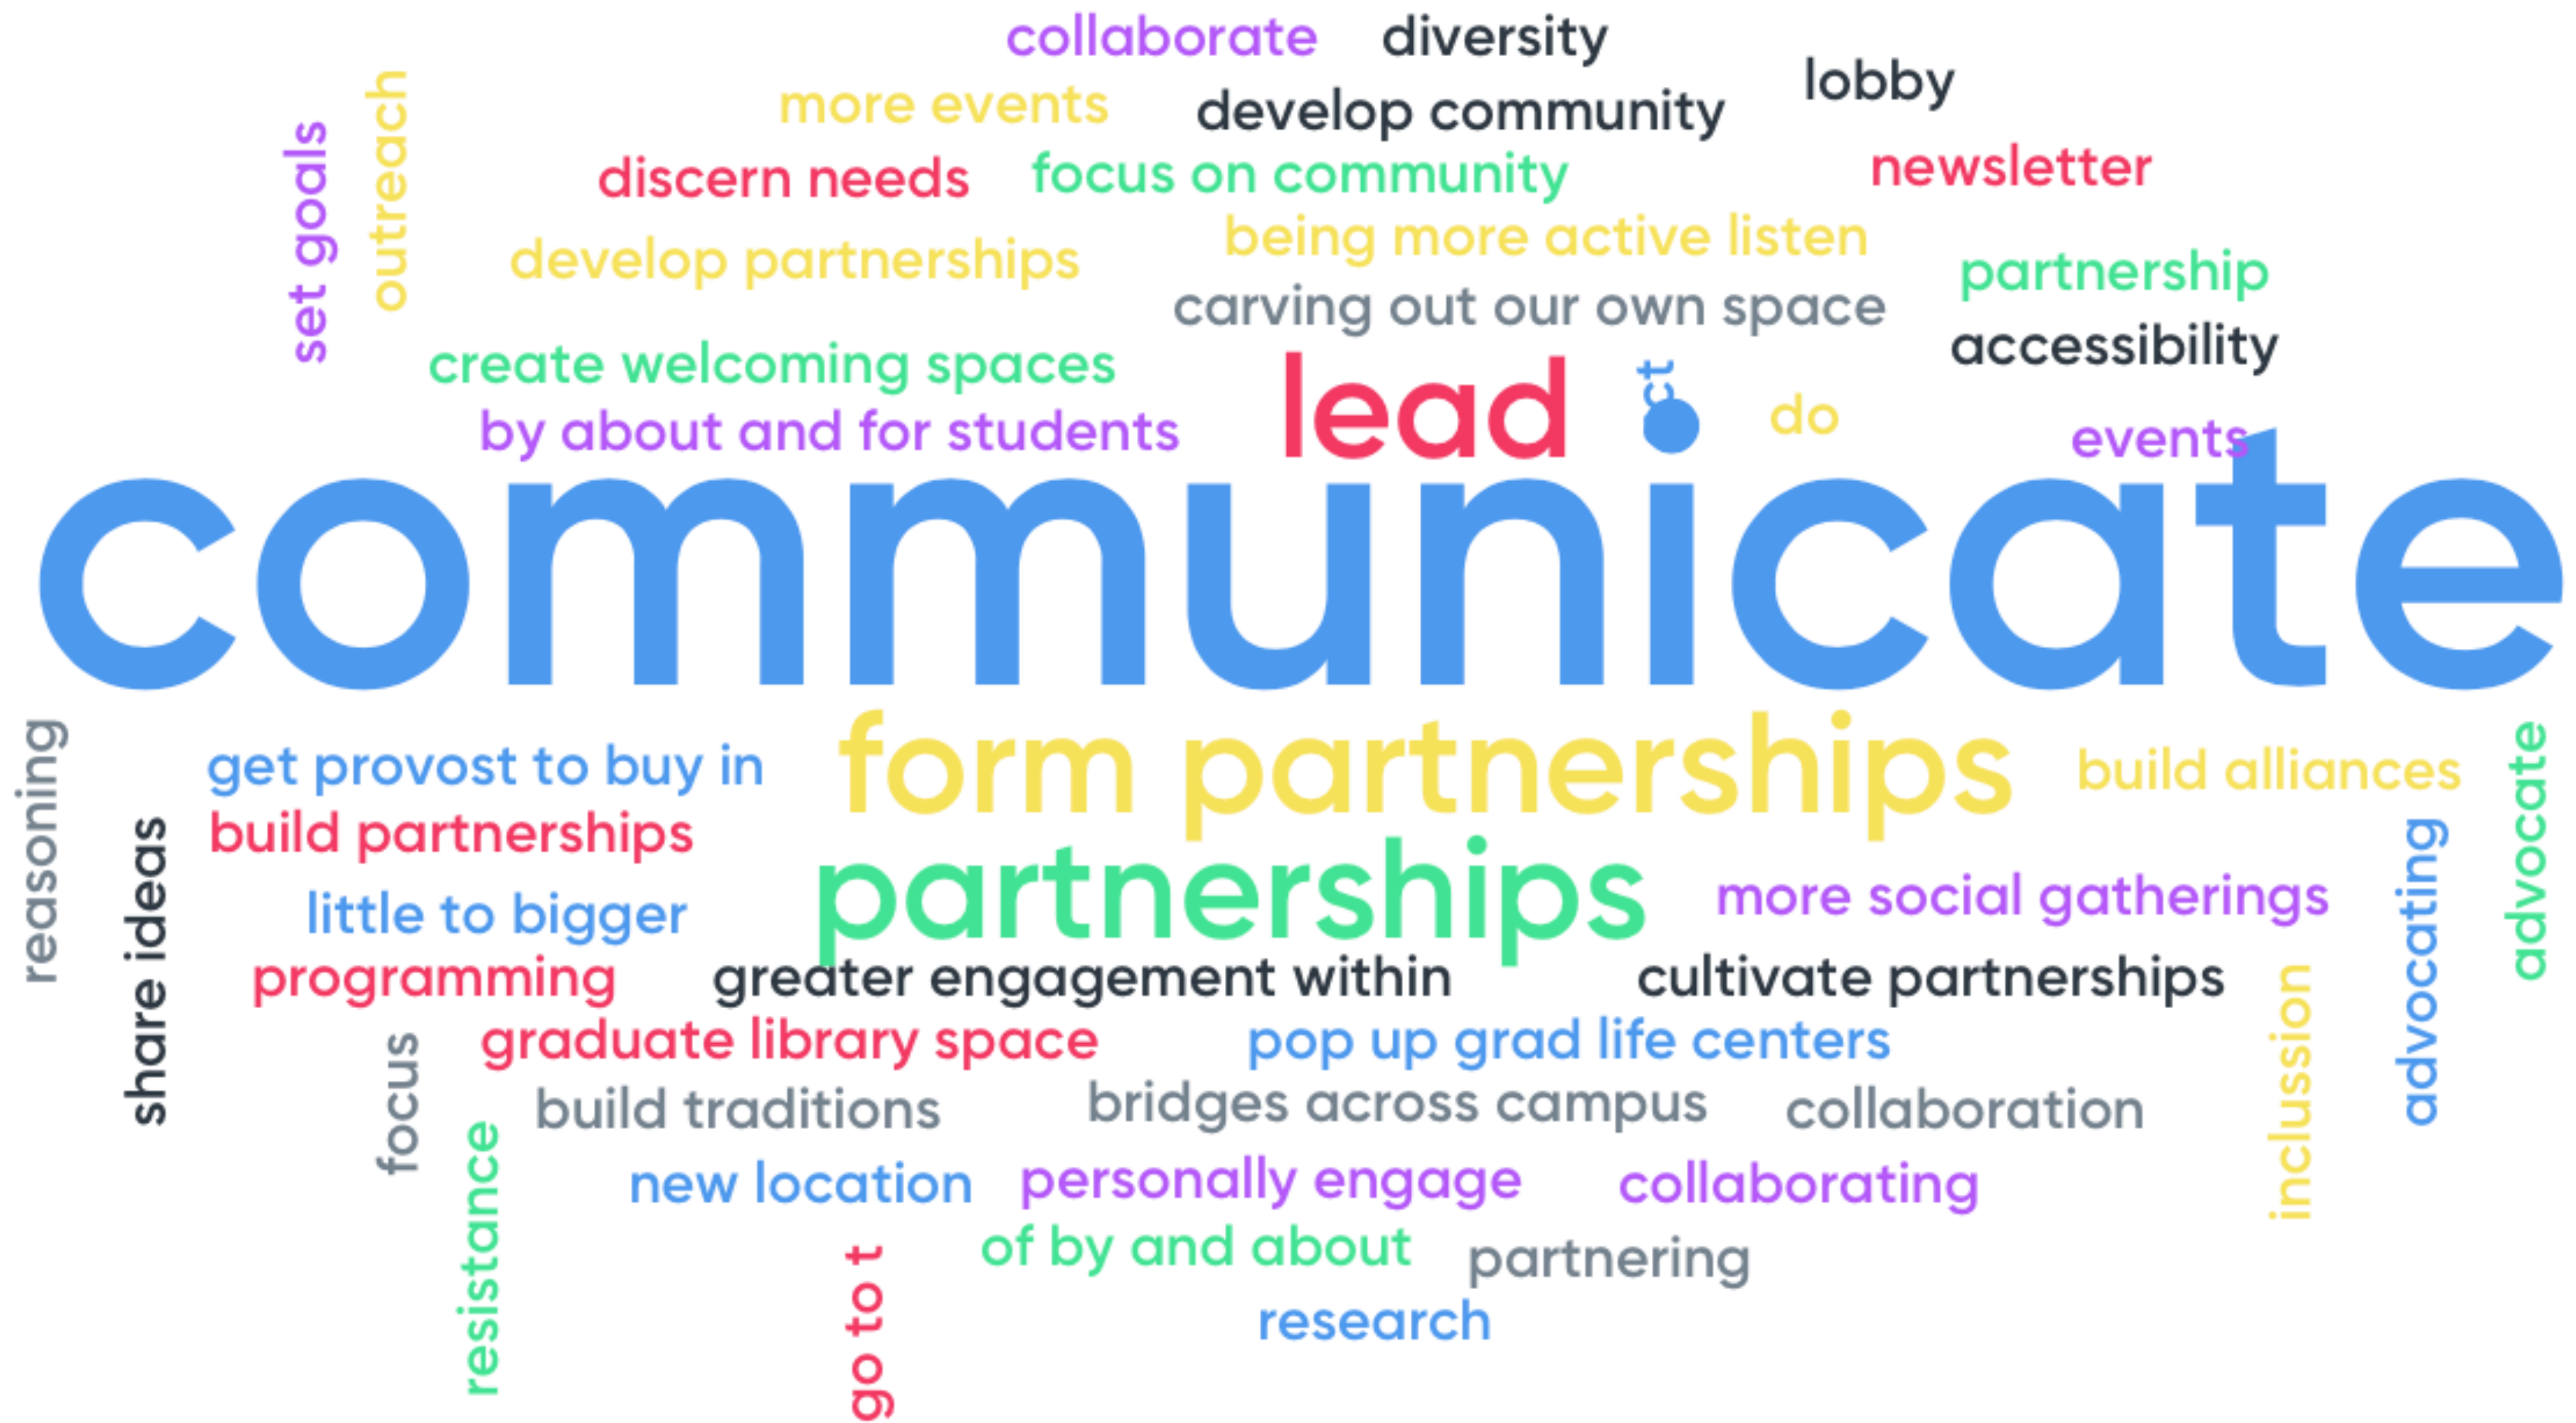 collaborate
diversity
lobby
more events
develop community
outreach
set goals
discern needs
focus on community
newsletter
being more active listen
develop partnerships
partnership
carving out our own space
accessibility
create welcoming spaces
lead
do
by about and for students
events
communicate
form partnerships
get provost to buy in
build alliances
advocate
reasoning
build partnerships
partnerships
share ideas
little to bigger
more social gatherings
advocating
programming
greater engagement within
cultivate partnerships
inclussion
graduate library space
pop up grad life centers
focus
build traditions
bridges across campus
collaboration
resistance
new location
personally engage
collaborating
of by and about
partnering
go to t
research